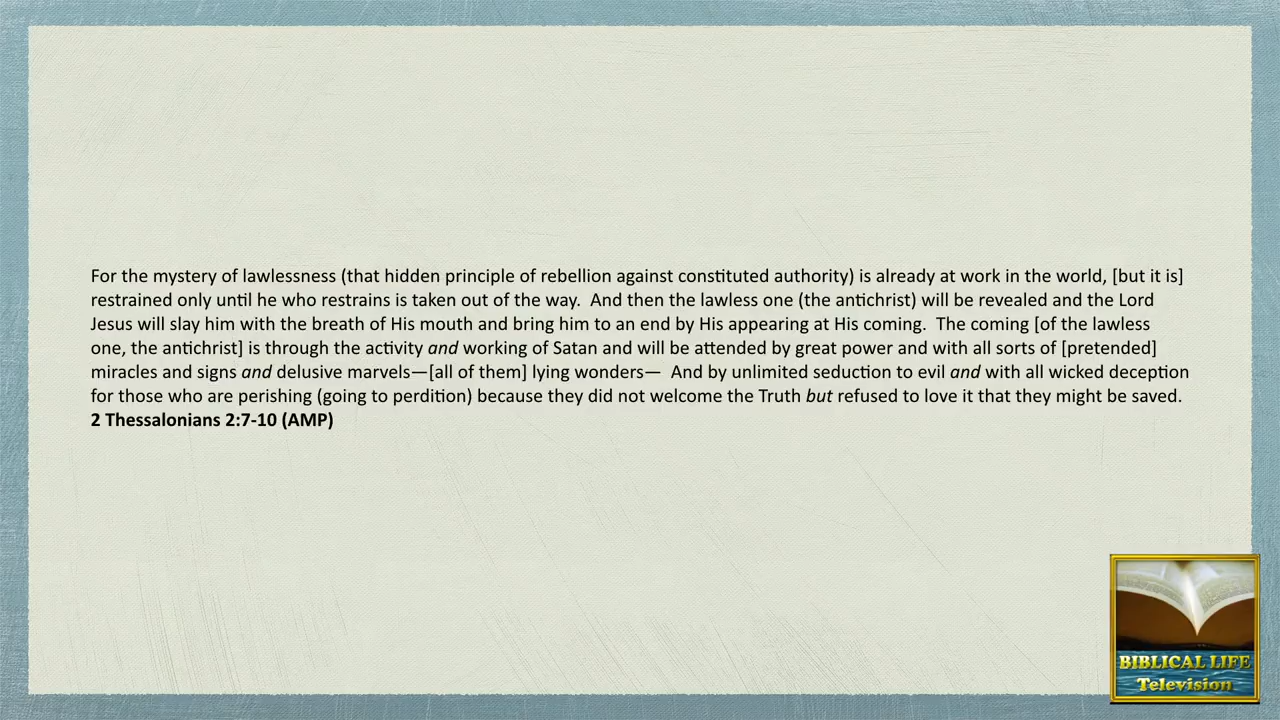 For the mystery of lawlessness (that hidden principle of rebellion against constituted authority) is already at work in the world, [but it is]
restrained only until he who restrains is taken out of the way.  And then the lawless one (the antichrist) will be revealed and the Lord
Jesus will slay him with the breath of His mouth and bring him to an end by His appearing at His coming.  The coming [of the lawless
one, the antichrist] is through the activity and working of Satan and will be attended by great power and with all sorts of [pretended]
miracles and signs and delusive marvels—[all of them] lying wonders—  And by unlimited seduction to evil and with all wicked deception
for those who are perishing (going to perdition) because they did not welcome the Truth but refused to love it that they might be saved.
2 Thessalonians 2:7-10 (AMP)
BIBLICAL LIFE
Television